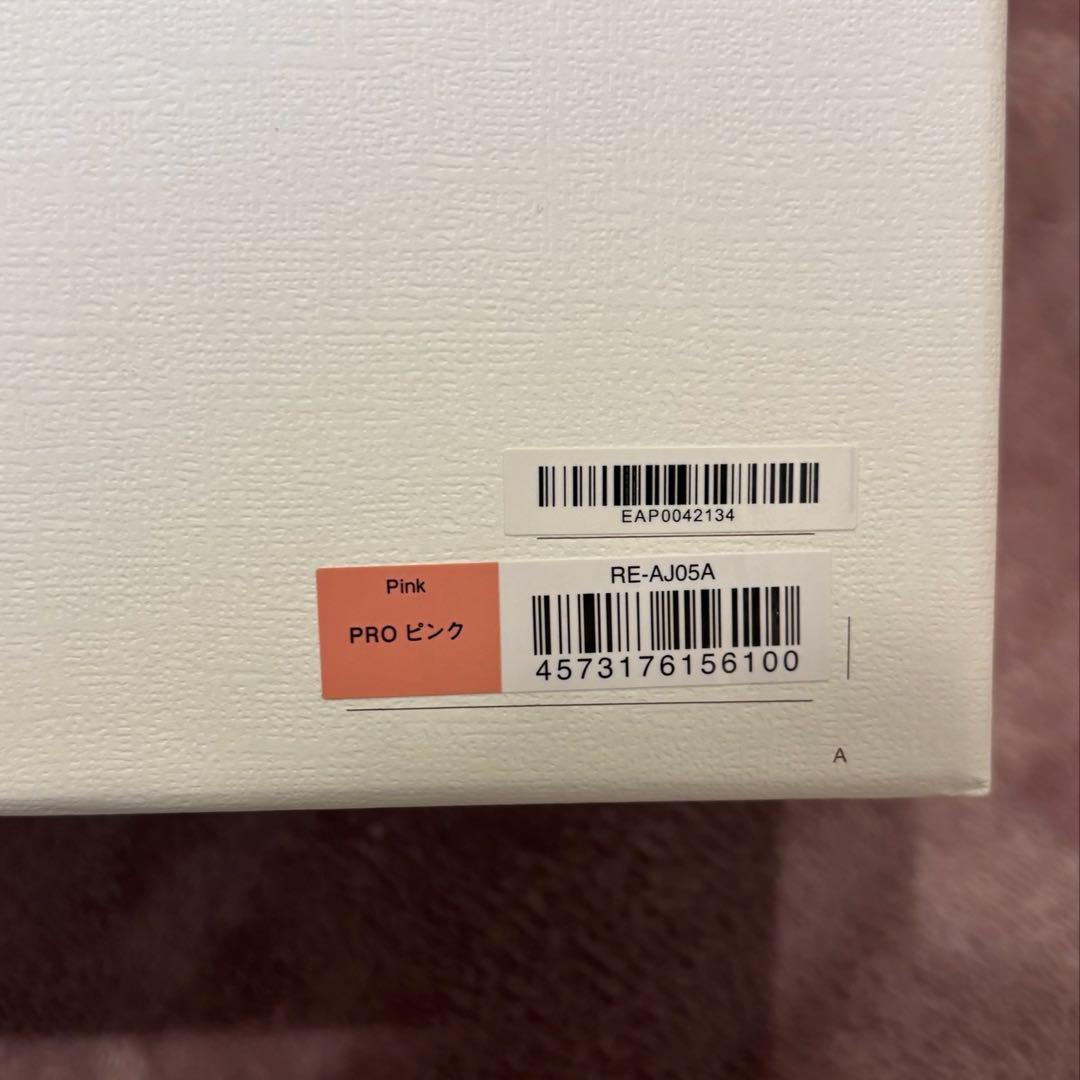 EAP0042134
Pink
PRO ピンク
RE-AJ05A
4573176156100
A